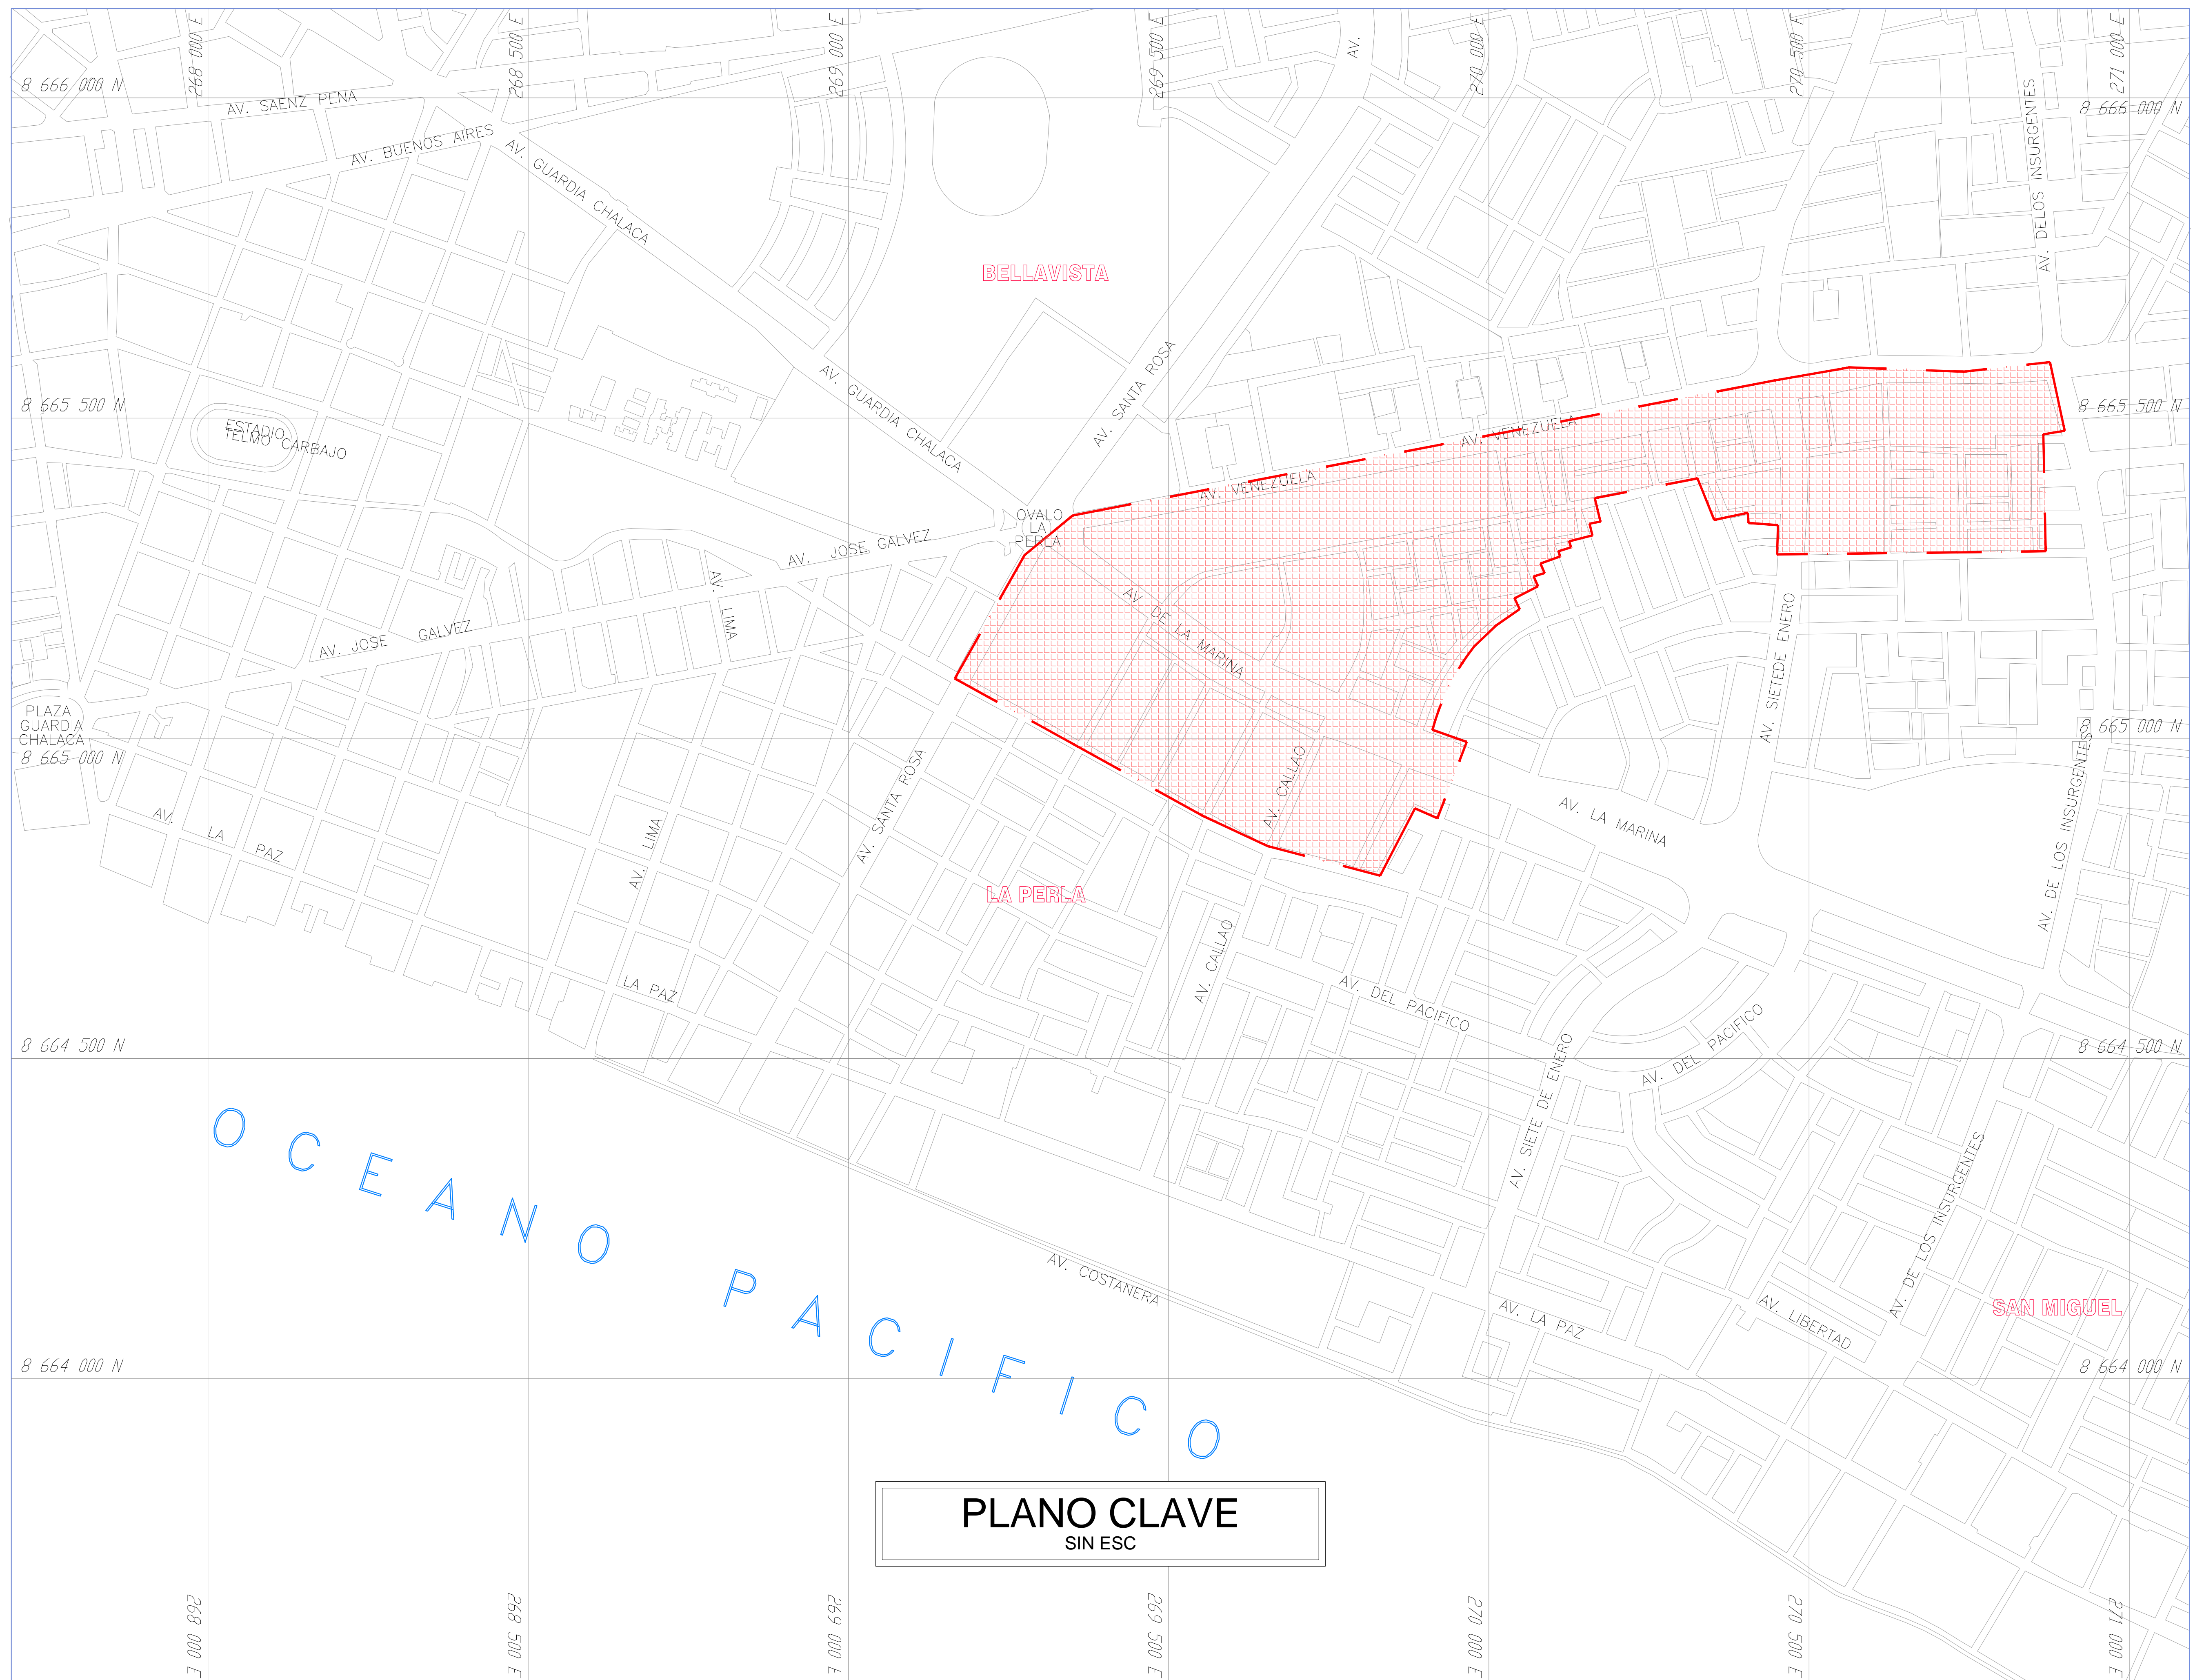 268 000 E
268 500 E
269 000 E
269 500 E
AV.
270 000 E
270 500 E
271 000 E
8 666 000 N
8 666 000 N
AV. SAENZ PENA
AV. BUENOS AIRES
AV. GUARDIA CHALACA
AV. DELOS INSURGENTES
BELLAVISTA
AV. SANTA ROSA
AV. GUARDIA CHALACA
8 665 500 N
8 665 500 N
ESTADIO
TELMO CARBAJO
AV. VENEZUELA
AV. VENEZUELA
OVALO
LA
PERLA
AV. JOSE GALVEZ
AV. LIMA
AV. DE LA MARINA
AV. JOSE GALVEZ
AV. SIETEDE ENERO
PLAZA
GUARDIA
CHALACA
8 665 000 N
8 665 000 N
AV. SANTA ROSA
AV. CALLAO
AV. LA MARINA
AV. LA PAZ
AV. LIMA
AV. DE LOS INSURGENTES
LA PERLA
AV. CALLAO
LA PAZ
AV. DEL PACIFICO
AV. DEL PACIFICO
8 664 500 N
8 664 500 N
AV. SIETE DE ENERO
OCEANO PACIFICO
AV. DE LOS INSURGENTES
AV. COSTANERA
AV. LA PAZ
AV. LIBERTAD
SAN MIGUEL
8 664 000 N
8 664 000 N
PLANO CLAVE
SIN ESC
268 000 E
268 500 E
269 000 E
269 500 E
270 000 E
270 500 E
271 000 E